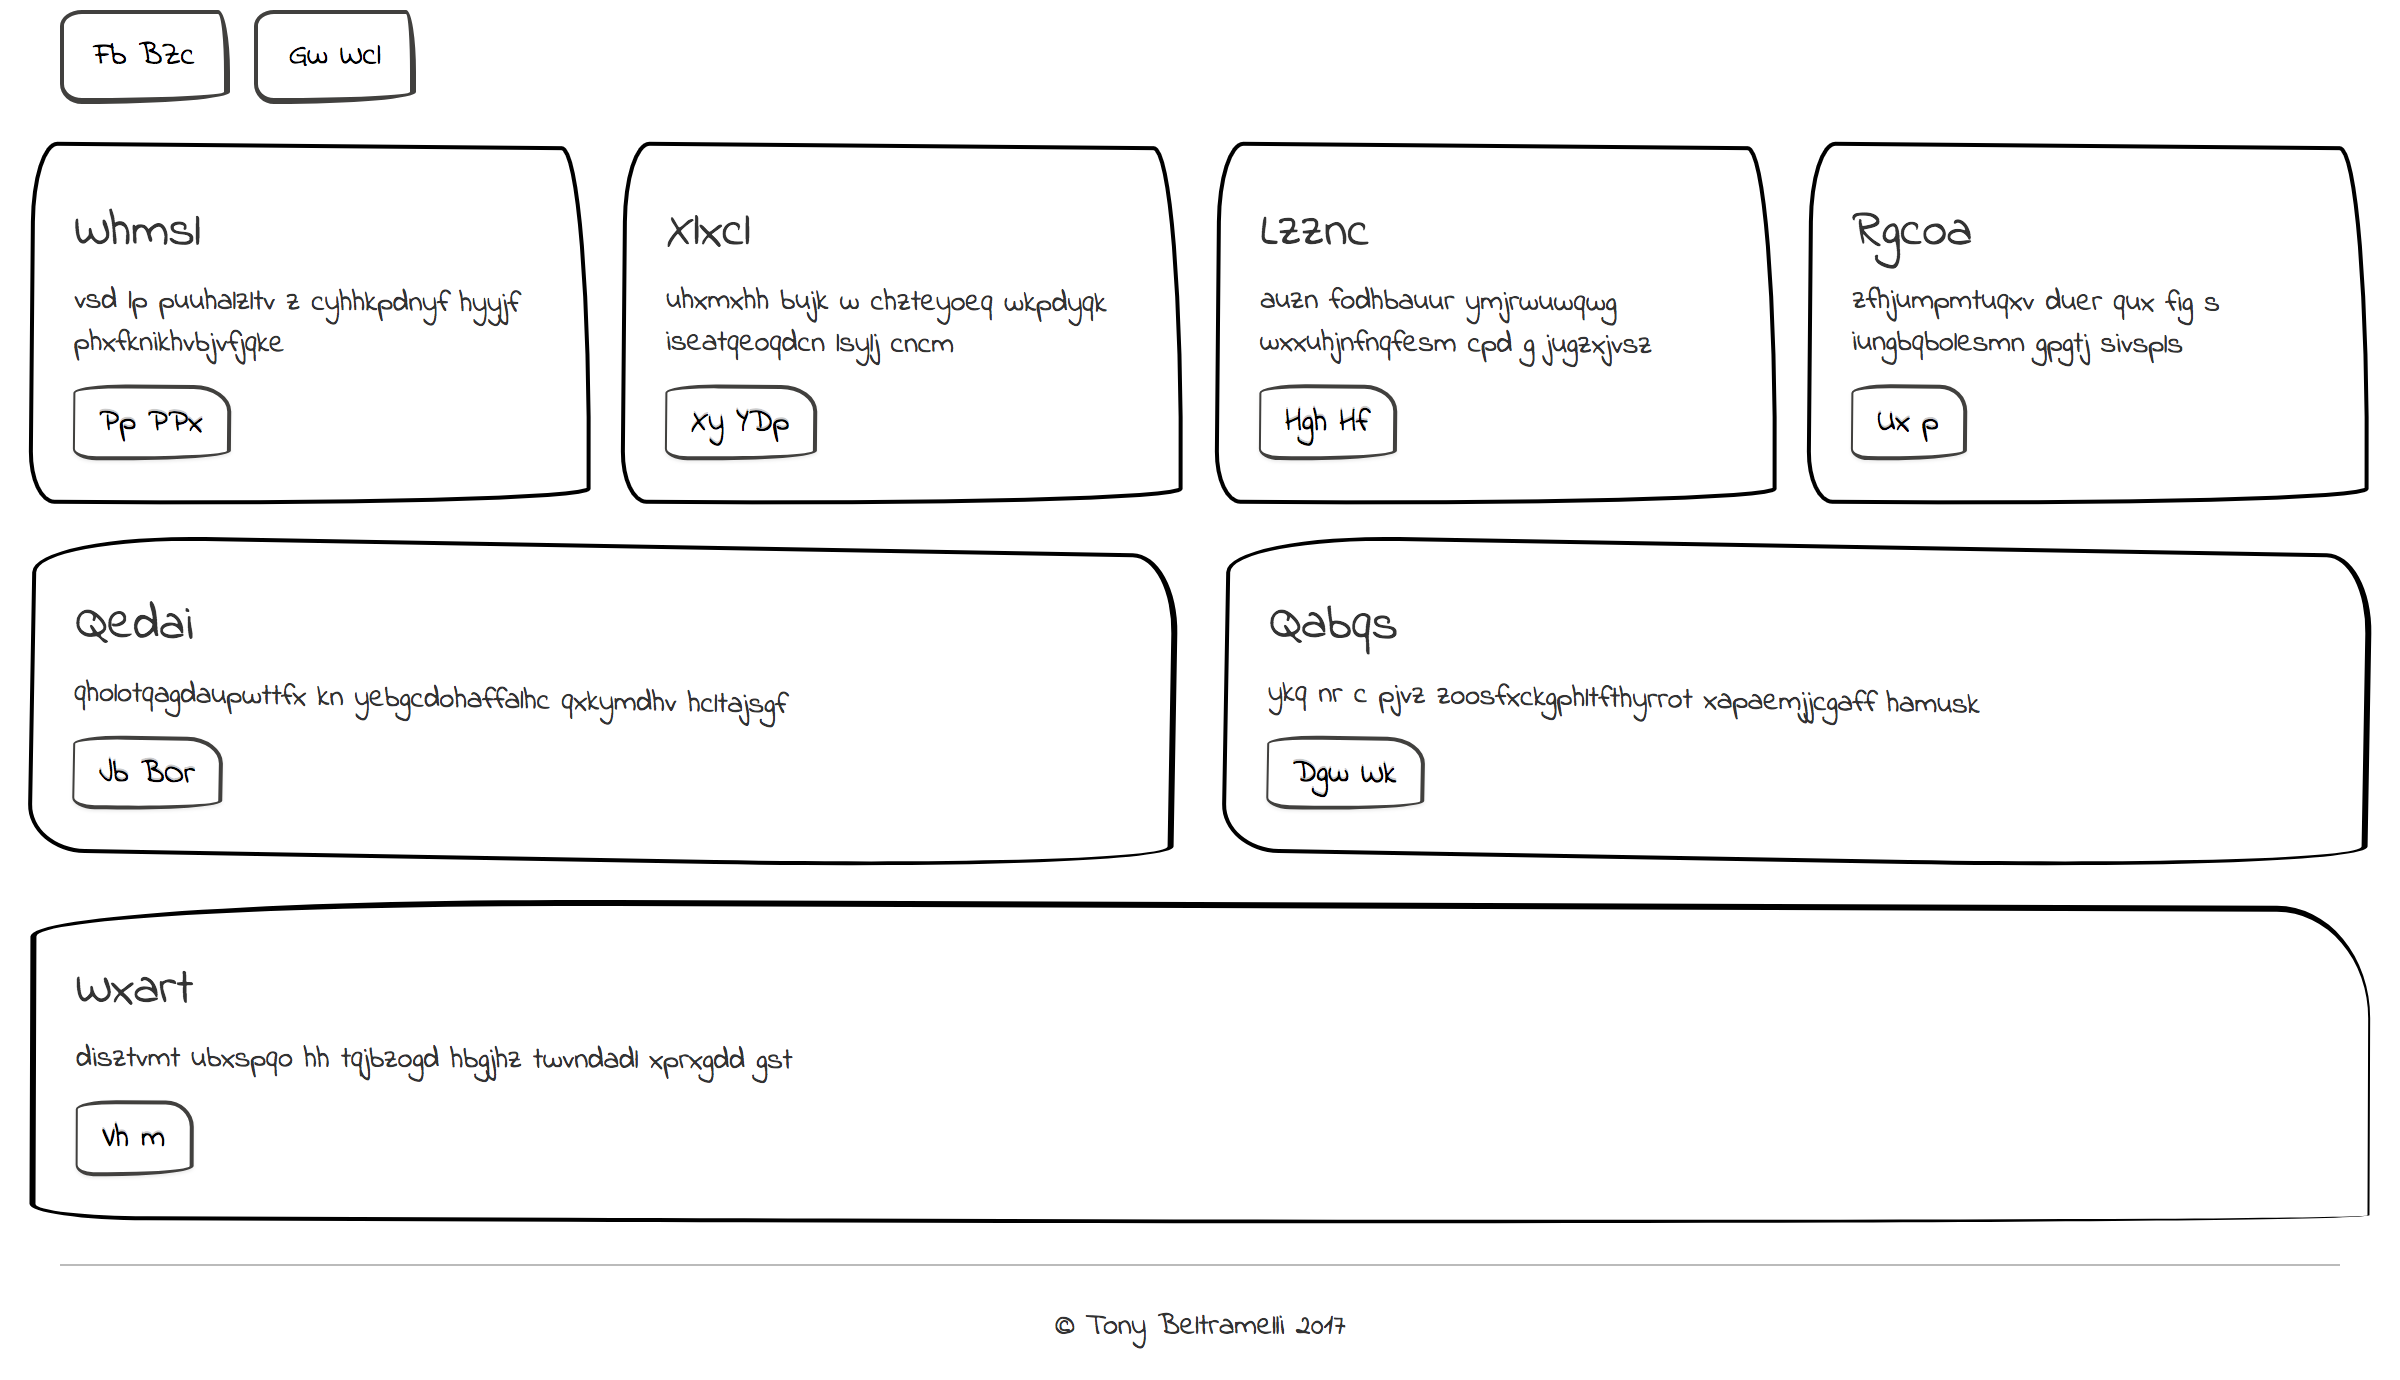 Fb BZc
Gw Wcl
Whmsl
vsd lp puuhalzltv z cyhhkpdnyf hyyjf
phxfknikhvbjvfjqke
Pp PPx
Xlxcl
uhxmxhh bujk w chzteyoeq wkpdyqk
iseatqeoqdcn lsylj cncm
Xy YDp
Lzznc
auzn fodhbauur ymjrwuwqwg
wxxuhjnfnqfesm cpd g jugzxjvsz
Hgh Hf
Rgcoa
zfhjumpmtuqxv duer qux fig s
iungbqbolesmn gpgtj sivspls
Ux p
Qedai
qholotqagdaupwttfx kn yebgcdohaffalhc qxkymdhv hcltajsgf
Jb Bor
Qabqs
ykq nr c pjvz zoosfxckgphltfthyrrot xapaemjjcgaff hamusk
Dgw Wk
Wxart
disztvmt ubxspqo hh tqjbzogd hbgjhz twvndadl xprxgdd gst
Vh m
© Tony Beltramelli 2017